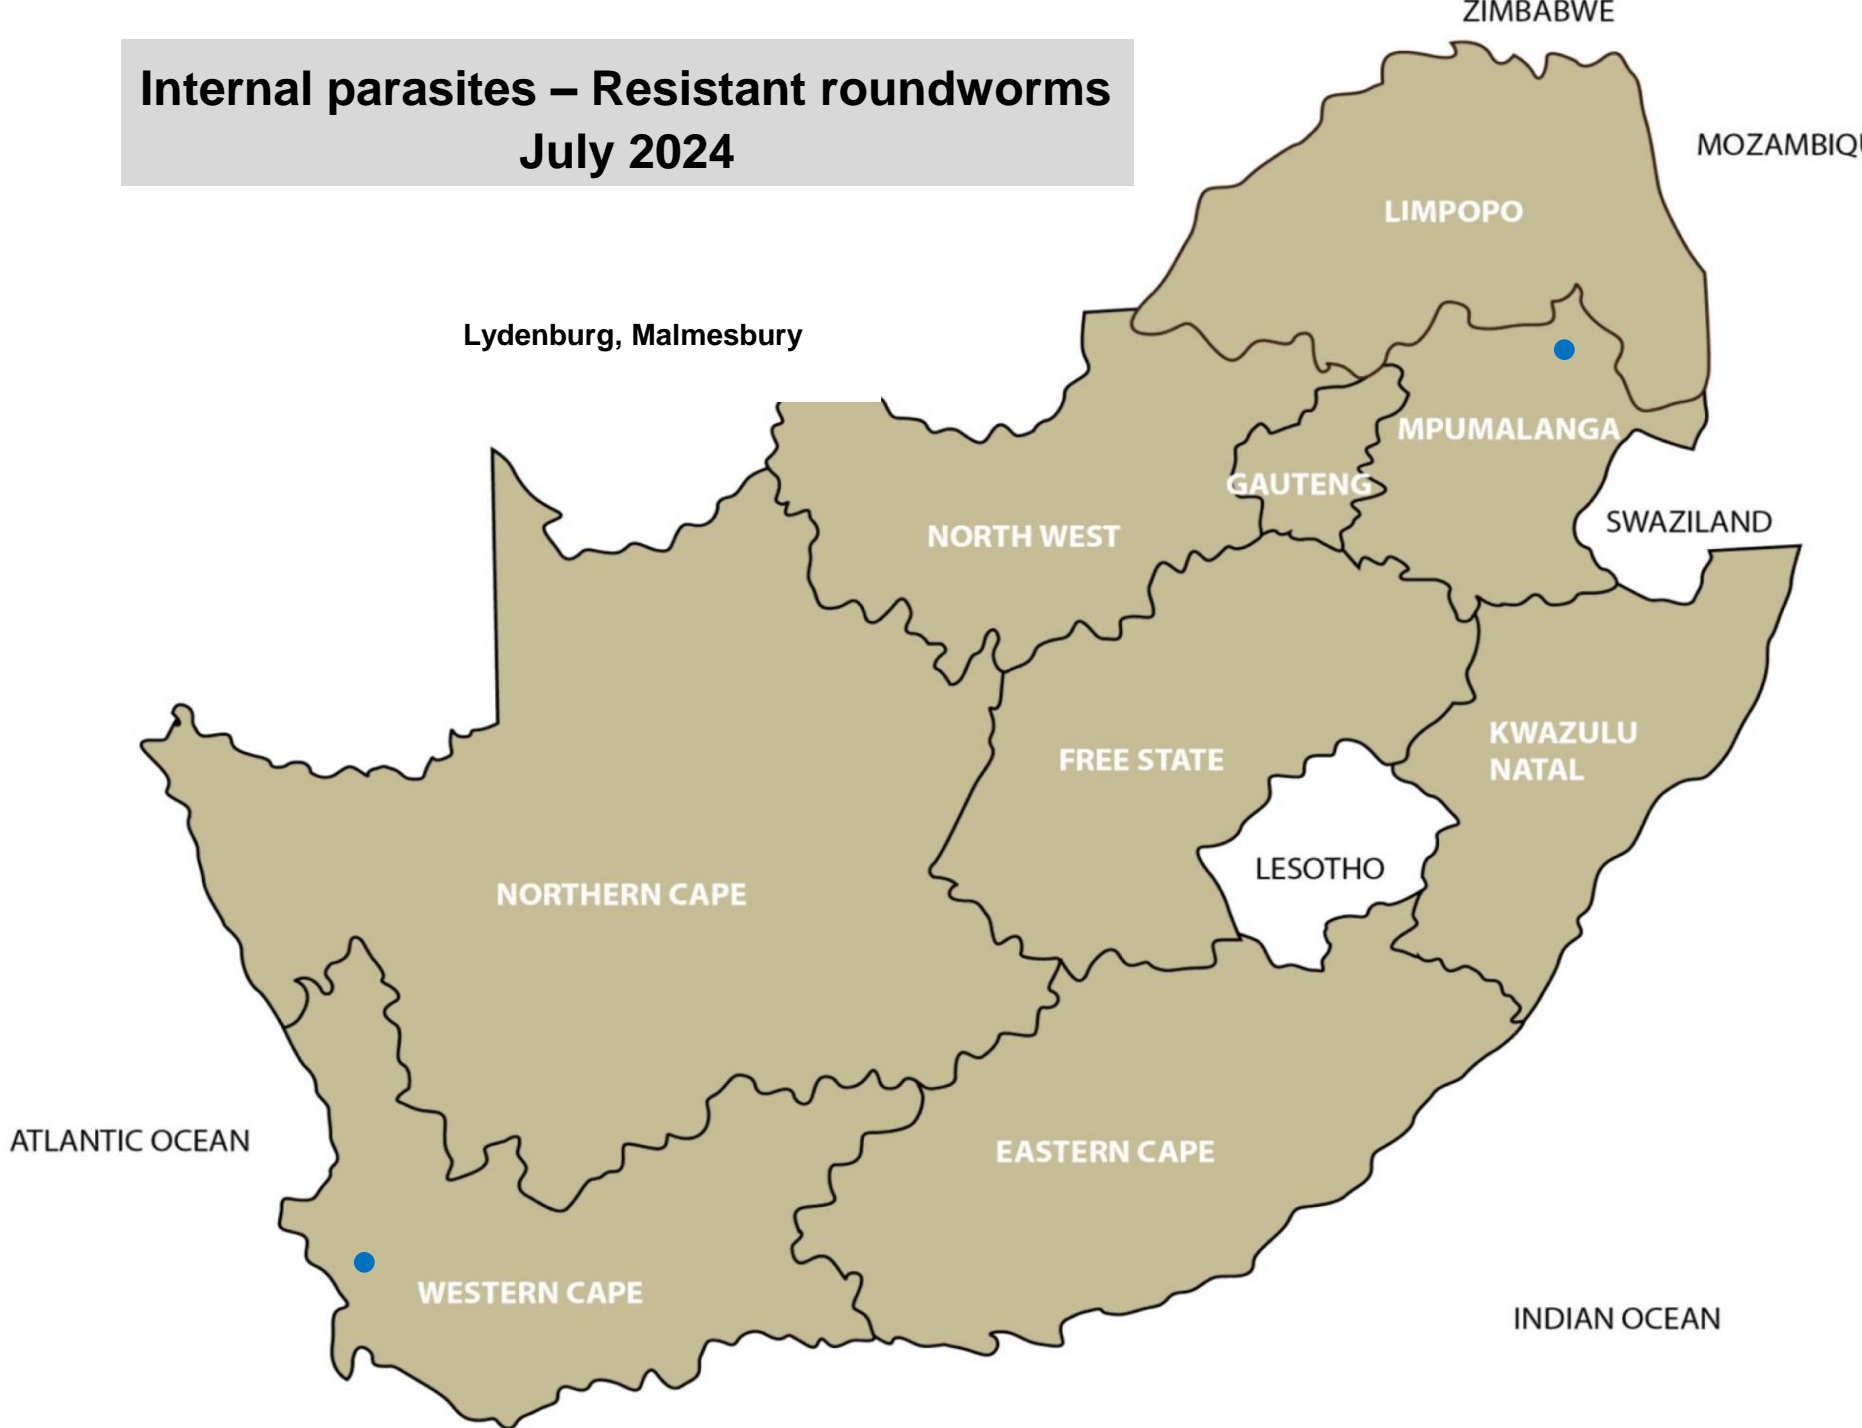 ZIMBABWE
Internal parasites – Resistant roundworms
July 2024
MOZAMBIQU
LIMPOPO
Lydenburg, Malmesbury
MPUMALANGA
GAUTENG
SWAZILAND
NORTH WEST
KWAZULU
NATAL
FREE STATE
LESOTHO
NORTHERN CAPE
ATLANTIC OCEAN
EASTERN CAPE
WESTERN CAPE
INDIAN OCEAN